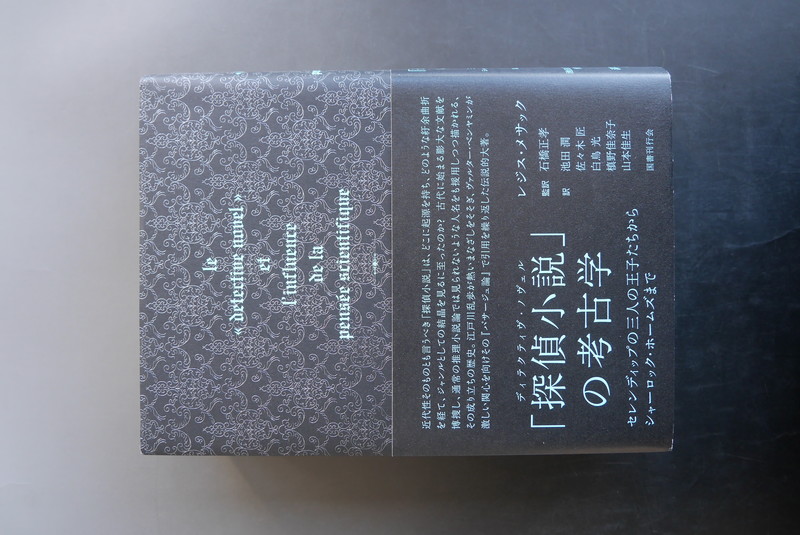 le
« detective novel »
et
l'influence
de la
pensée scientifique
近代性そのものとも言うべき「探偵小説」は、どこに起源を持ち、どのような紆余曲折
を経て、ジャンルとしての結晶を見るに至ったのか? 古代に始まる膨大な文献を
博捜し、通常の推理小説論では見られないような人名をも援用しつつ描かれる、
その成り立ちの歴史。江戸川乱歩が熱いまなざしをそそぎ、ヴァルター・ベンヤミンが
激しい関心を向けその『パサージュ論』で引用を繰り返した伝説的大著。
ディテクティヴ・ノヴェル
「探偵小説」
の考古学
セレンディップの三人の王子たちから
シャーロック・ホームズまで
レジス・メサック
監訳 石橋正孝
訳 池田 潤
佐々木 匠
白鳥 光
槙野佳奈子
山本佳生
国書刊行会